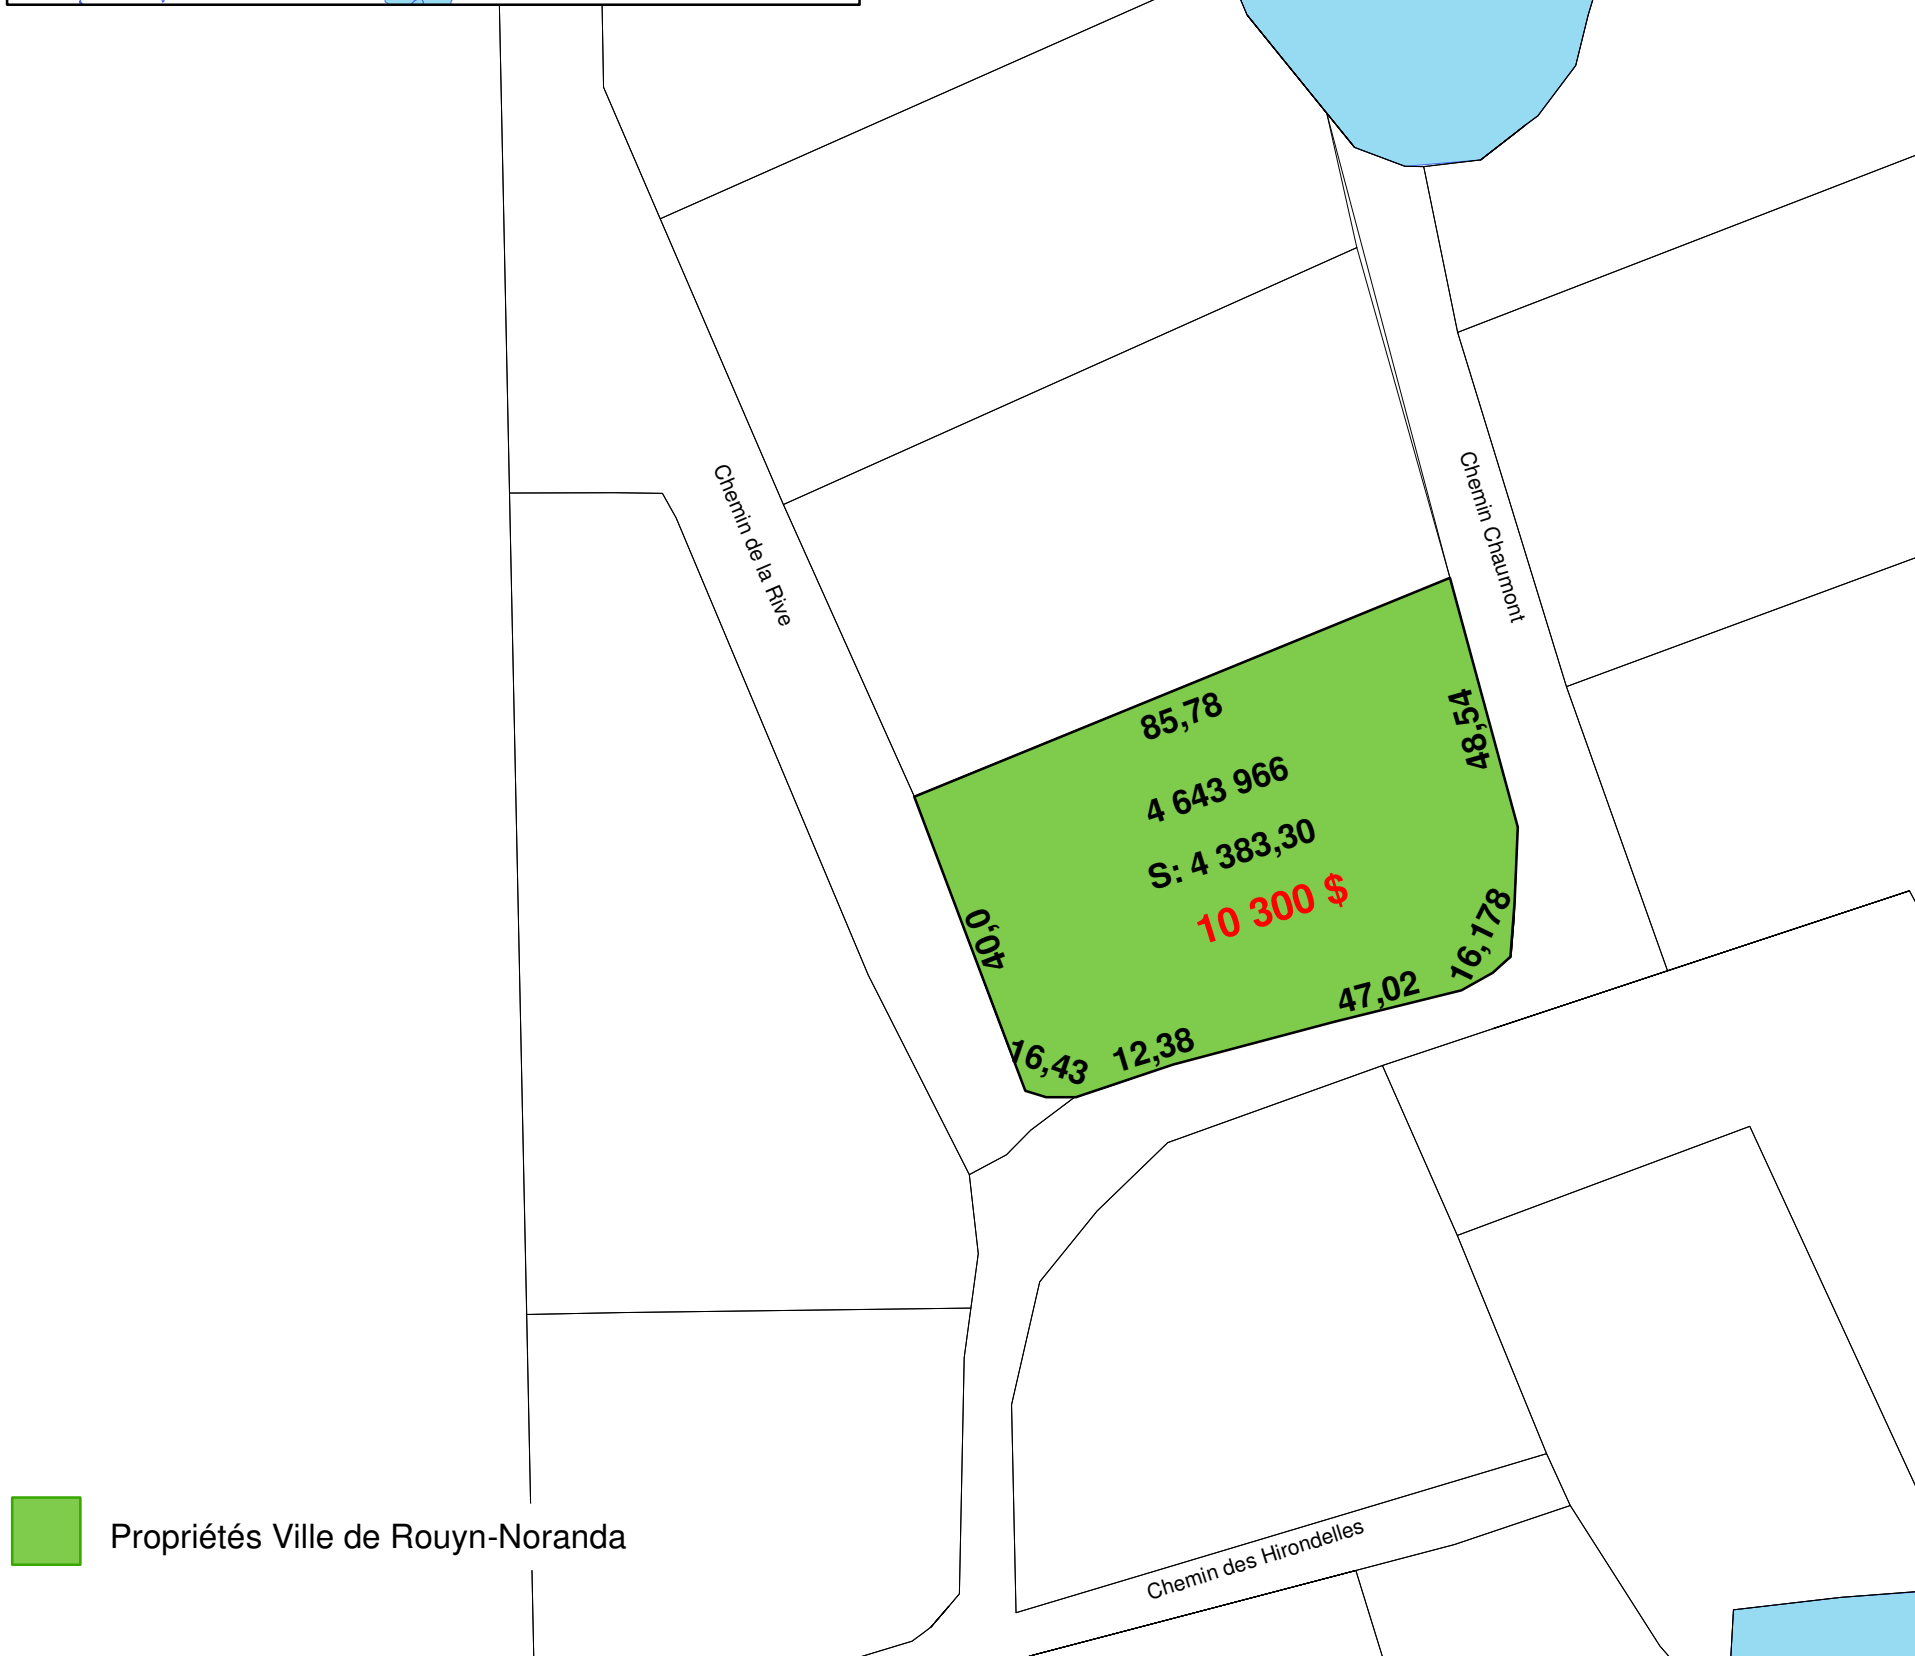 Chemin de la Rive
Chemin Chaumont
85,78
48,54
4 643 966
S: 4 383,30
10 300 $
40,0
16,178
47,02
12,38
16,43
Propriétés Ville de Rouyn-Noranda
Chemin des Hirondelles